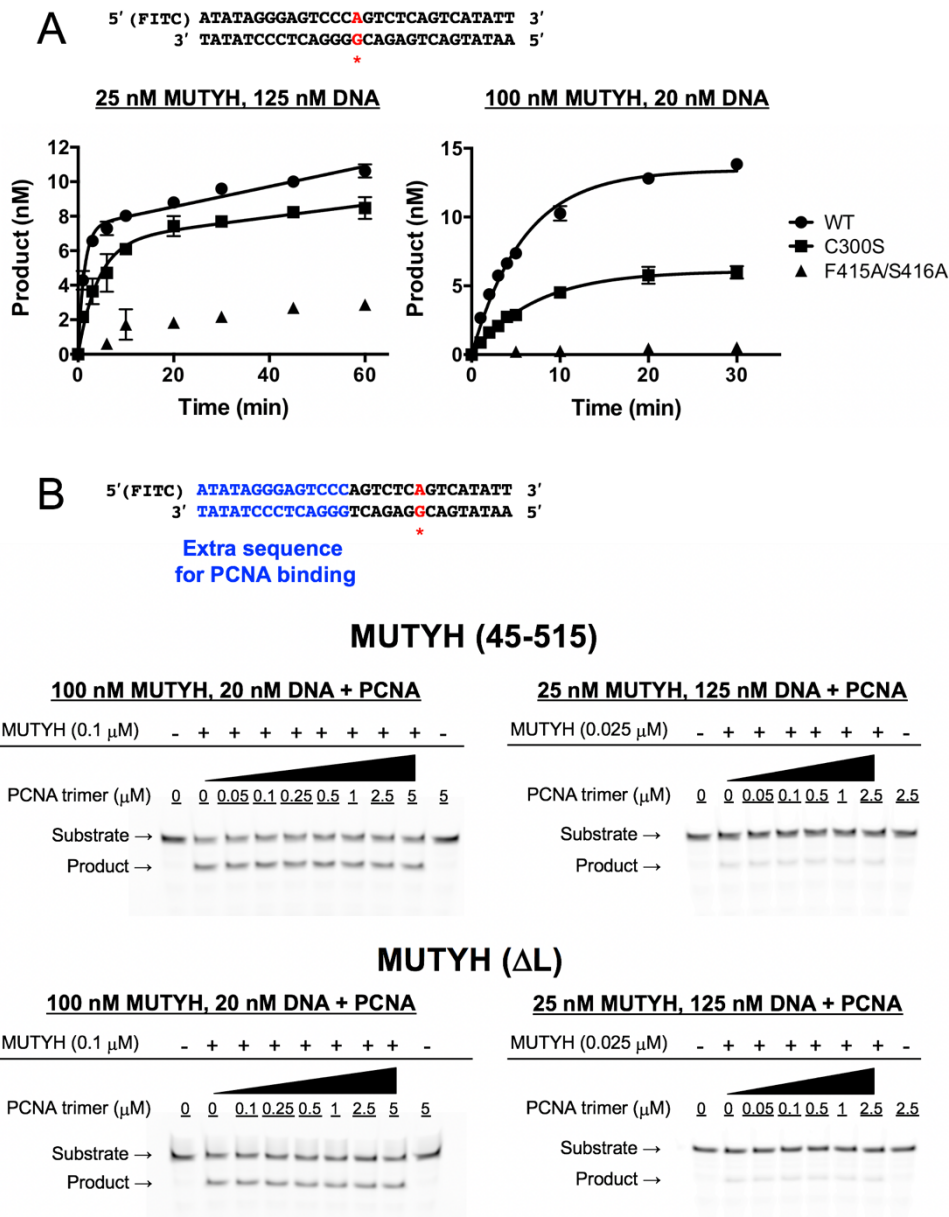 A
5′ (FITC) ATATAGGGAGTCCCAGTCTCAGTCATATT 3′
3′ TATATCCCTCAGGGGCAGAGTCAGTATAA 5′
*
25 nM MUTYH, 125 nM DNA
100 nM MUTYH, 20 nM DNA
Product (nM)
12
10
8
6
4
2
0
0 20 40 60
Time (min)
Product (nM)
15
10
5
0
0 10 20 30
Time (min)
WT
C300S
F415A/S416A
B
5′(FITC) ATATAGGGAGTCCCAGTCTCAGTCATATT 3′
3′ TATATCCCTCAGGGTCAGAGGCAGTATAA 5′
*
Extra sequence
for PCNA binding
MUTYH (45-515)
100 nM MUTYH, 20 nM DNA + PCNA
MUTYH (0.1 μM) - + + + + + + + + -
PCNA trimer (μM) 0 0 0.05 0.1 0.25 0.5 1 2.5 5 5
Substrate →
Product →
25 nM MUTYH, 125 nM DNA + PCNA
MUTYH (0.025 μM) - + + + + + + -
PCNA trimer (μM) 0 0 0.05 0.1 0.5 1 2.5 2.5
Substrate →
Product →
MUTYH (ΔL)
100 nM MUTYH, 20 nM DNA + PCNA
MUTYH (0.1 μM) - + + + + + + + -
PCNA trimer (μM) 0 0 0.1 0.25 0.5 1 2.5 5 5
Substrate →
Product →
25 nM MUTYH, 125 nM DNA + PCNA
MUTYH (0.025 μM) - + + + + + + -
PCNA trimer (μM) 0 0 0.05 0.1 0.5 1 2.5 2.5
Substrate →
Product →